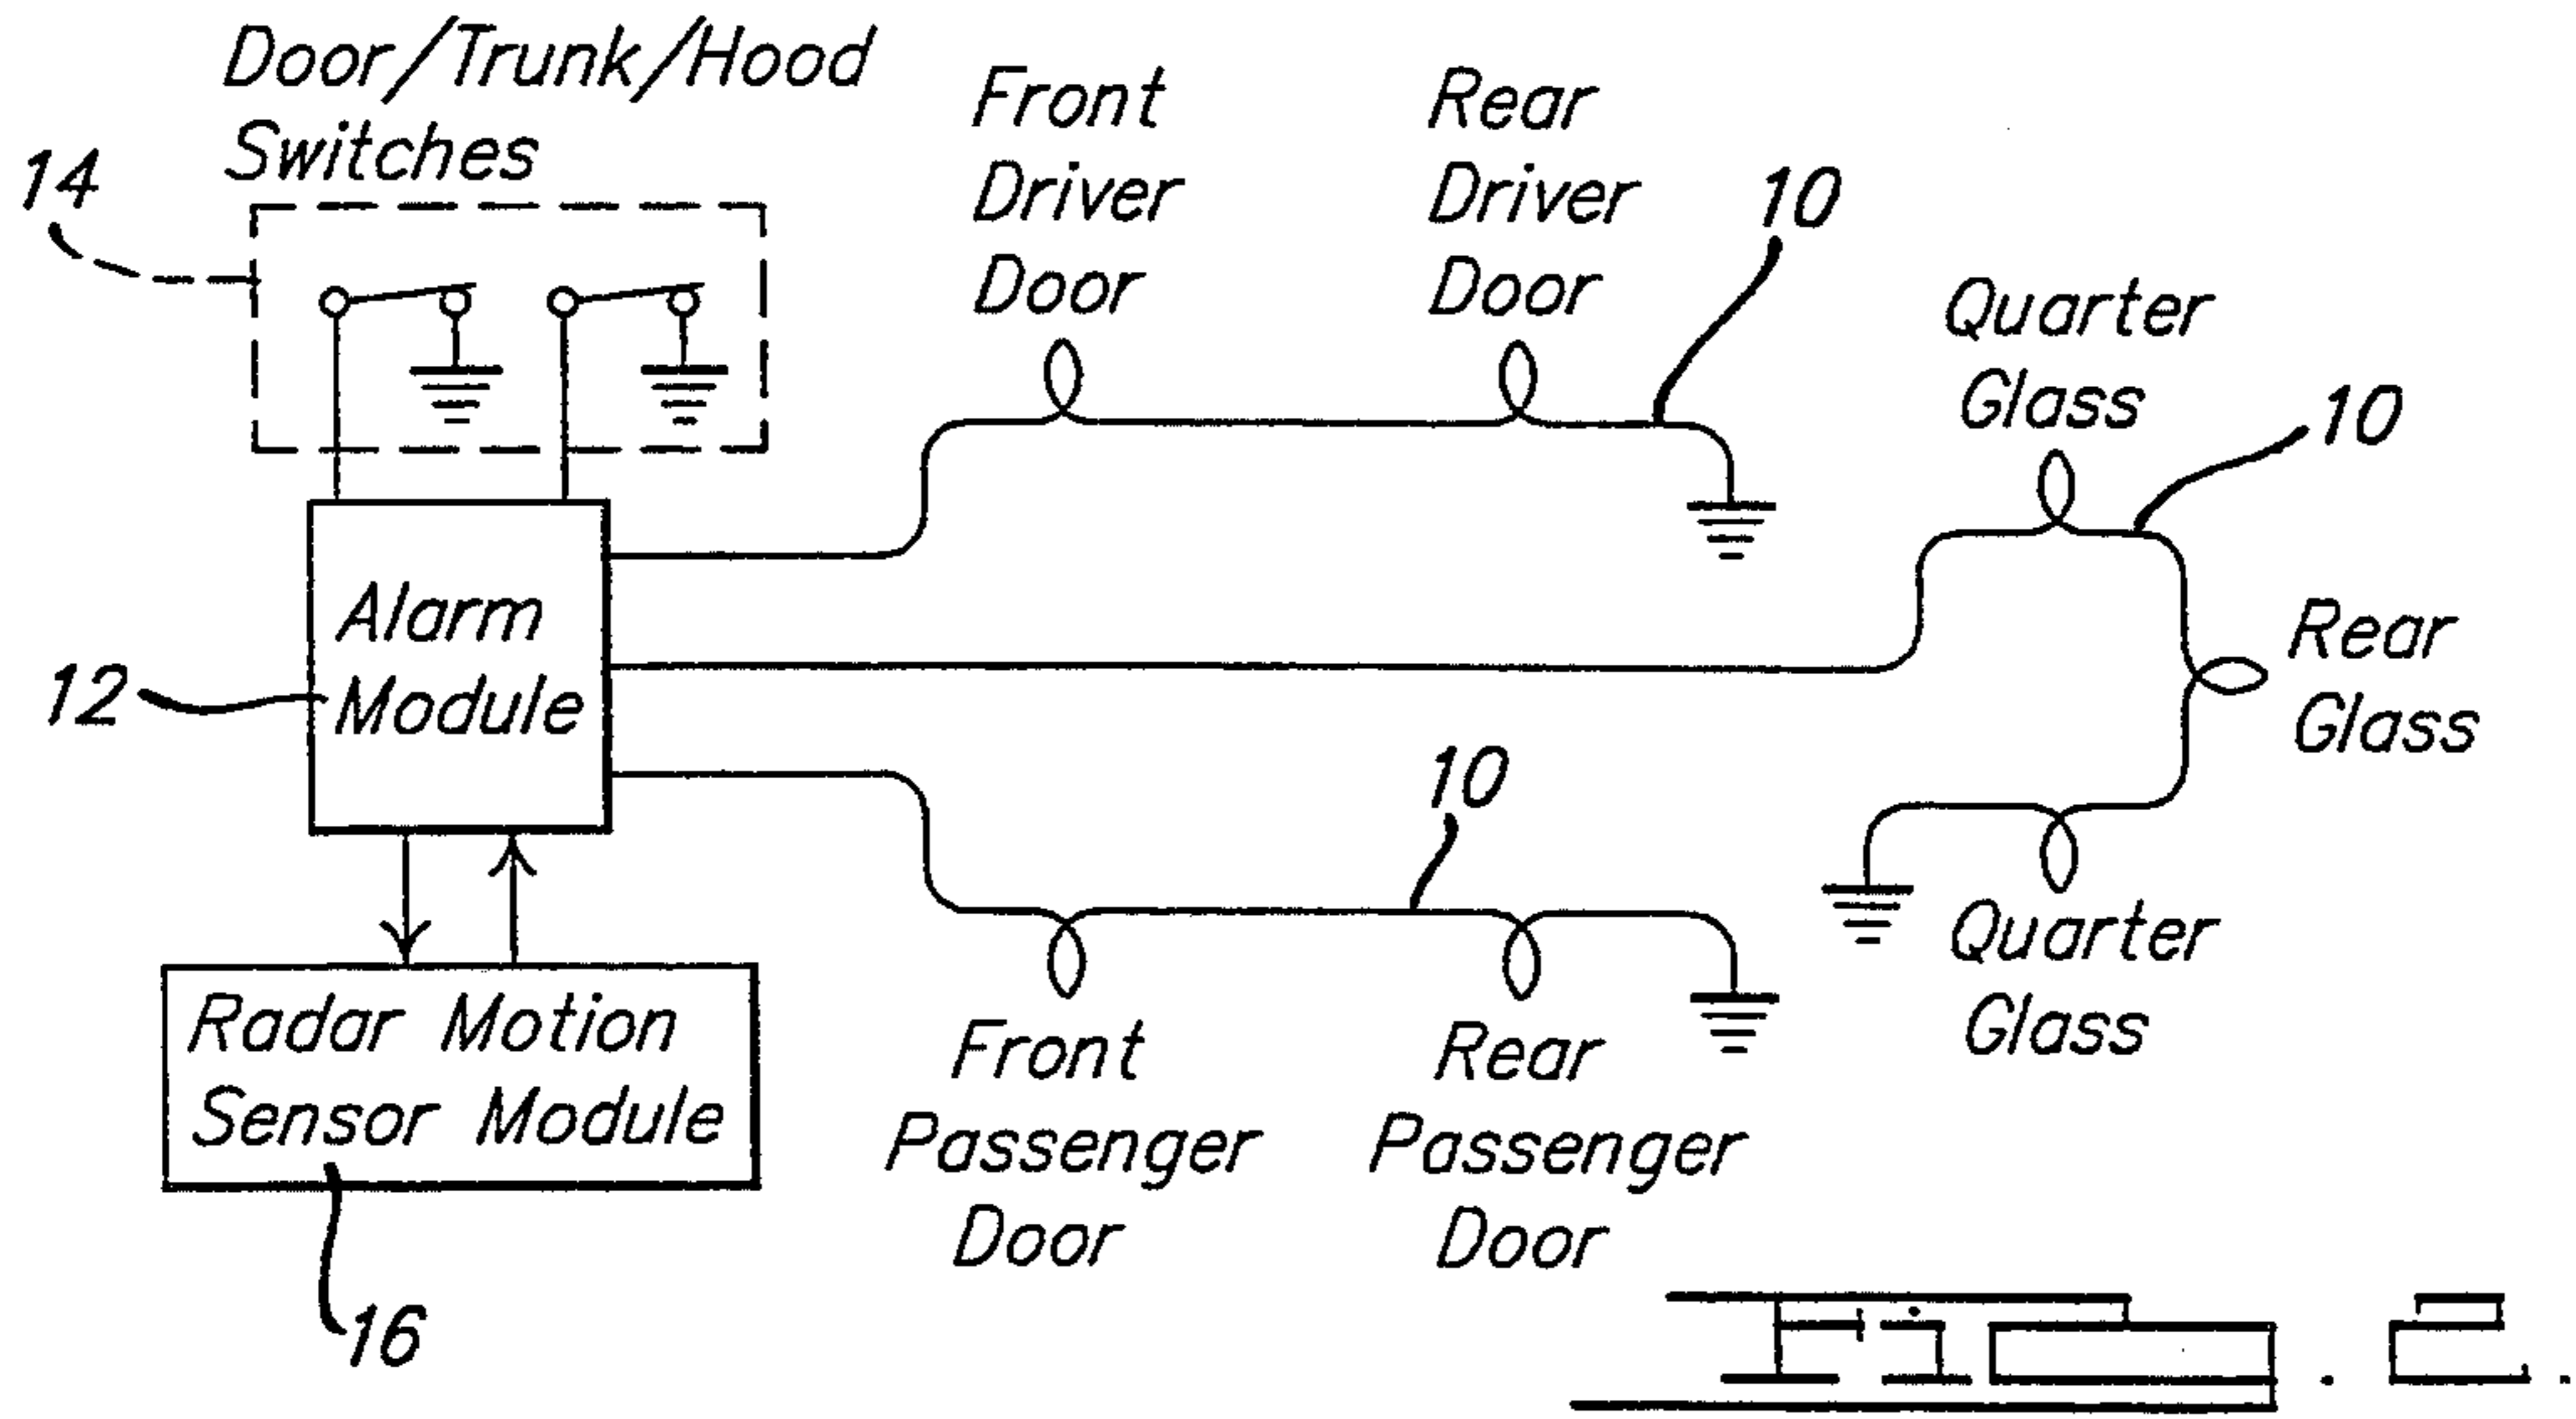 Door/Trunk/Hood
Switches
14
Front
Driver
Door
Rear
Driver
Door
10
Quarter
Glass
10
Alarm
Module
12
Rear
Glass
10
Quarter
Glass
Radar Motion
Sensor Module
16
Front
Passenger
Door
Rear
Passenger
Door
Fig. 2.